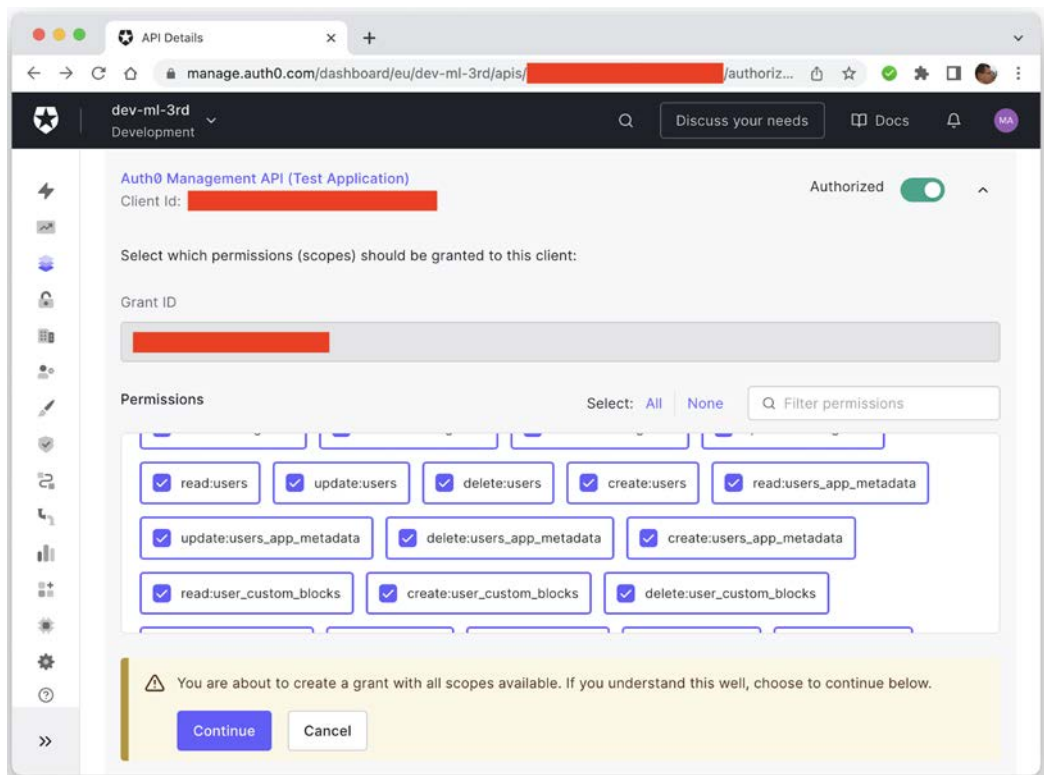 API Details
manage.auth0.com/dashboard/eu/dev-ml-3rd/apis/ /authoriz...
dev-ml-3rd
Development
Discuss your needs
Docs
MA
Auth0 Management API (Test Application)
Authorized
Client Id:
Select which permissions (scopes) should be granted to this client:
Grant ID
Permissions
Select: All None
Filter permissions
read:users update:users delete:users create:users read:users_app_metadata
update:users_app_metadata delete:users_app_metadata create:users_app_metadata
read:user_custom_blocks create:user_custom_blocks delete:user_custom_blocks
You are about to create a grant with all scopes available. If you understand this well, choose to continue below.
Continue Cancel